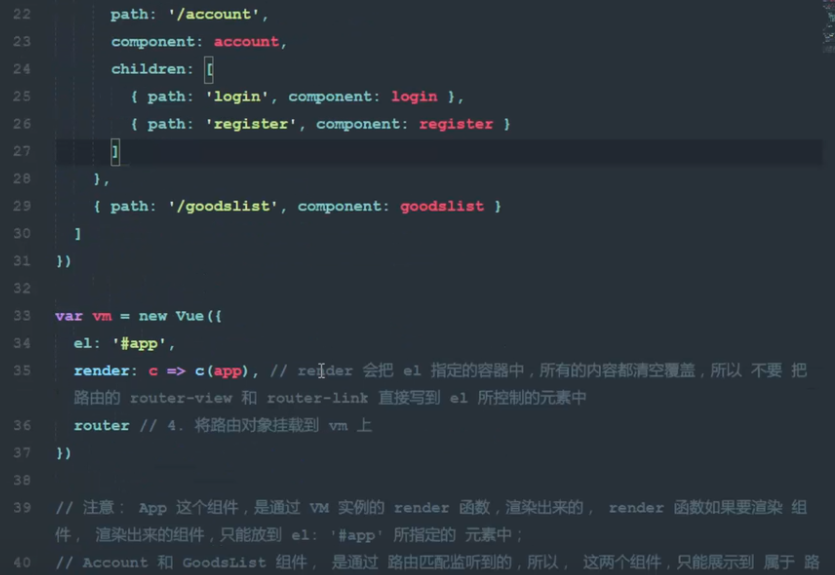 22 path: '/account',
23 component: account,
24 children: [
25 { path: 'login', component: login },
26 { path: 'register', component: register }
27 ]
28 },
29 { path: '/goodslist', component: goodslist }
30 ]
31 })
32
33 var vm = new Vue({
34 el: '#app',
35 render: c => c(app), // render 会把 el 指定的容器中，所有的内容都清空覆盖，所以 不要 把
路由的 router-view 和 router-link 直接写到 el 所控制的元素中
36 router // 4. 将路由对象挂载到 vm 上
37 })
38
39 // 注意： App 这个组件，是通过 VM 实例的 render 函数，渲染出来的， render 函数如果要渲染 组
件， 渲染出来的组件，只能放到 el: '#app' 所指定的 元素中；
40 // Account 和 GoodsList 组件， 是通过 路由匹配监听到的，所以， 这两个组件，只能展示到 属于 路